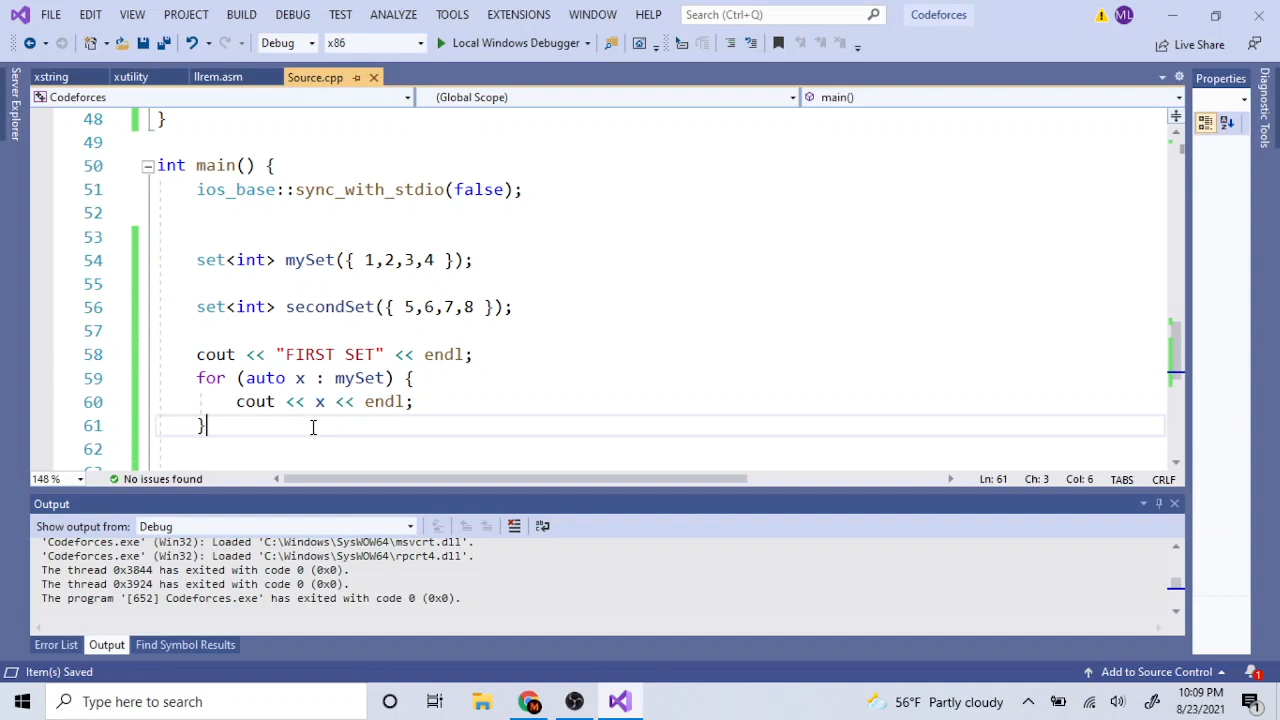 FILE EDIT VIEW PROJECT BUILD DEBUG TEST ANALYZE TOOLS EXTENSIONS WINDOW HELP Search (Ctrl+Q) Codeforces ML
Debug x86 Local Windows Debugger Live Share
xstring xutility llrem.asm Source.cpp Properties
Codeforces (Global Scope) main()
Server Explorer
Diagnostic Tools
48 }
49
50 int main() {
51 ios_base::sync_with_stdio(false);
52
53
54 set<int> mySet({ 1,2,3,4 });
55
56 set<int> secondSet({ 5,6,7,8 });
57
58 cout << "FIRST SET" << endl;
59 for (auto x : mySet) {
60 cout << x << endl;
61 }
62
148 % No issues found Ln: 61 Ch: 3 Col: 6 TABS CRLF
Output
Show output from: Debug
'Codeforces.exe' (Win32): Loaded 'C:\Windows\SysWOW64\msvcrt.dll'.
'Codeforces.exe' (Win32): Loaded 'C:\Windows\SysWOW64\rpcrt4.dll'.
The thread 0x3844 has exited with code 0 (0x0).
The thread 0x3924 has exited with code 0 (0x0).
The program '[652] Codeforces.exe' has exited with code 0 (0x0).
Error List Output Find Symbol Results
Item(s) Saved Add to Source Control 1
Type here to search 56°F Partly cloudy 10:09 PM
8/23/2021 1